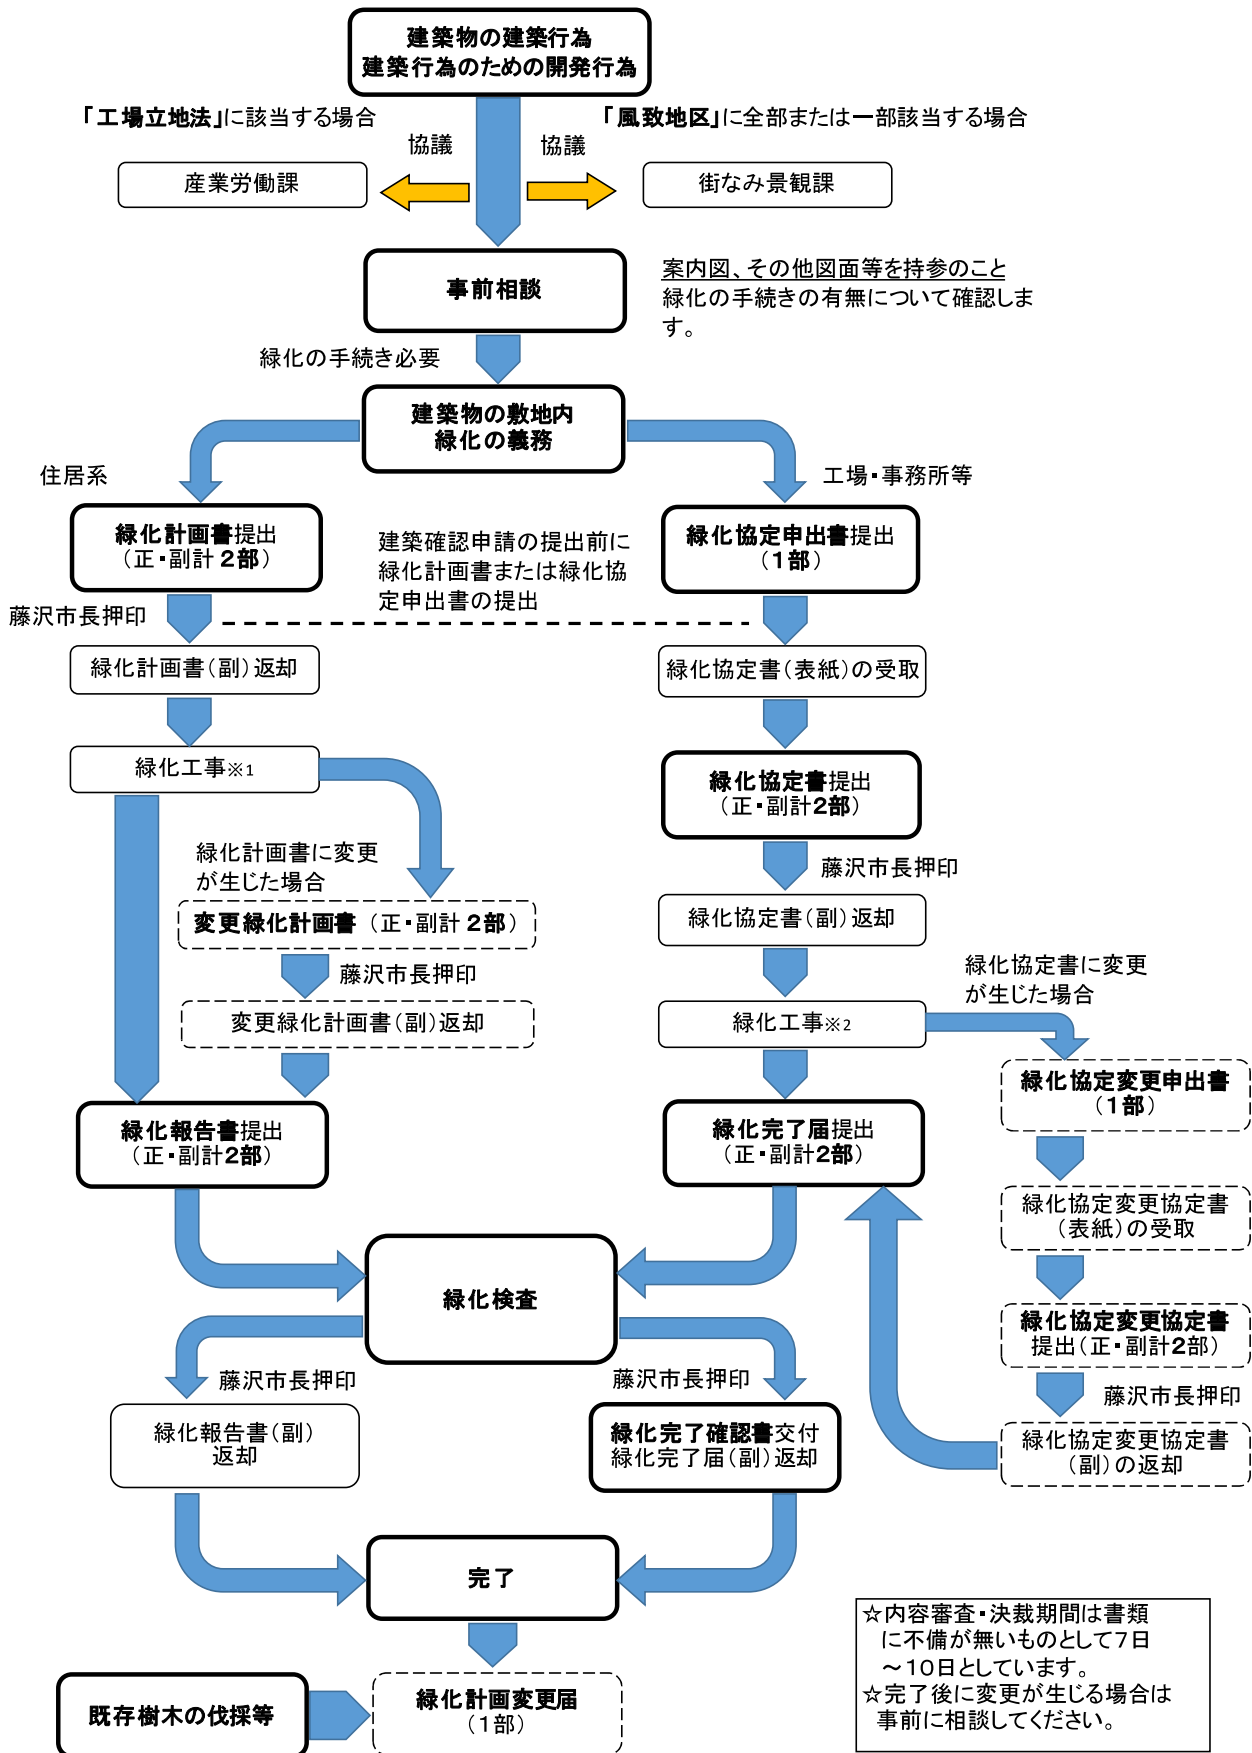 建築物の建築行為
建築行為のための開発行為
「工場立地法」に該当する場合
「風致地区」に全部または一部該当する場合
協議
協議
産業労働課
街なみ景観課
事前相談
案内図、その他図面等を持参のこと
緑化の手続きの有無について確認しま
す。
緑化の手続き必要
建築物の敷地内
緑化の義務
住居系
工場・事務所等
緑化計画書提出
（正・副計２部）
建築確認申請の提出前に
緑化計画書または緑化協
定申出書の提出
緑化協定申出書提出
（１部）
藤沢市長押印
緑化計画書（副）返却
緑化協定書（表紙）の受取
緑化工事※1
緑化協定書提出
（正・副計２部）
緑化計画書に変更
が生じた場合
藤沢市長押印
変更緑化計画書 （正・副計２部）
緑化協定書（副）返却
藤沢市長押印
緑化協定書に変更
が生じた場合
変更緑化計画書（副）返却
緑化工事※2
緑化協定変更申出書
（１部）
緑化報告書提出
（正・副計２部）
緑化完了届提出
（正・副計２部）
緑化協定変更協定書
（表紙）の受取
緑化検査
緑化協定変更協定書
提出（正・副計２部）
藤沢市長押印
藤沢市長押印
藤沢市長押印
緑化報告書（副）
返却
緑化完了確認書交付
緑化完了届（副）返却
緑化協定変更協定書
（副）の返却
完了
☆内容審査・決裁期間は書類
に不備が無いものとして７日
～１０日としています。
☆完了後に変更が生じる場合は
事前に相談してください。
既存樹木の伐採等
緑化計画変更届
（１部）